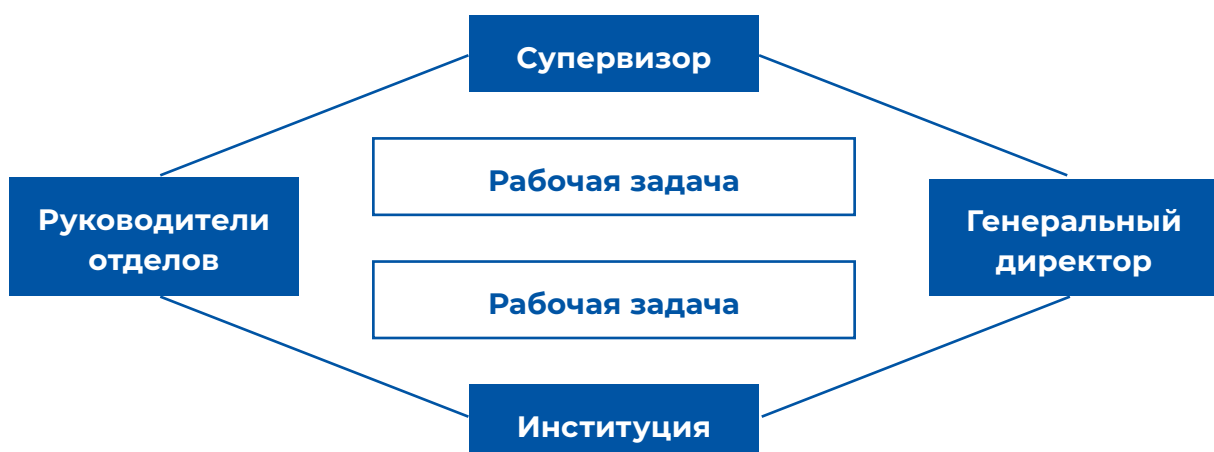 Супервизор
Рабочая задача
Руководители
отделов
Генеральный
директор
Рабочая задача
Институция